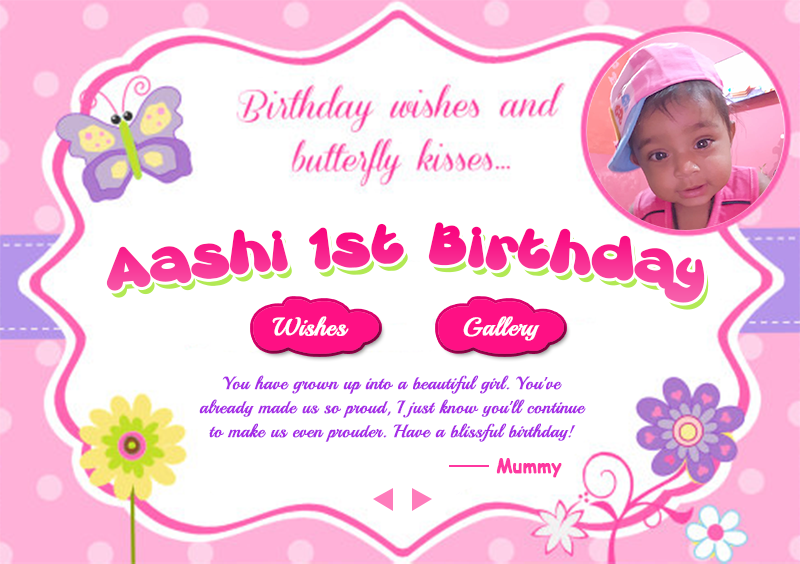 Birthday wishes and
butterfly kisses...
Aashi 1st Birthday
Wishes
Gallery
You have grown up into a beautiful girl. You've
already made us so proud, I just know you'll continue
to make us even prouder. Have a blissful birthday!
Mummy